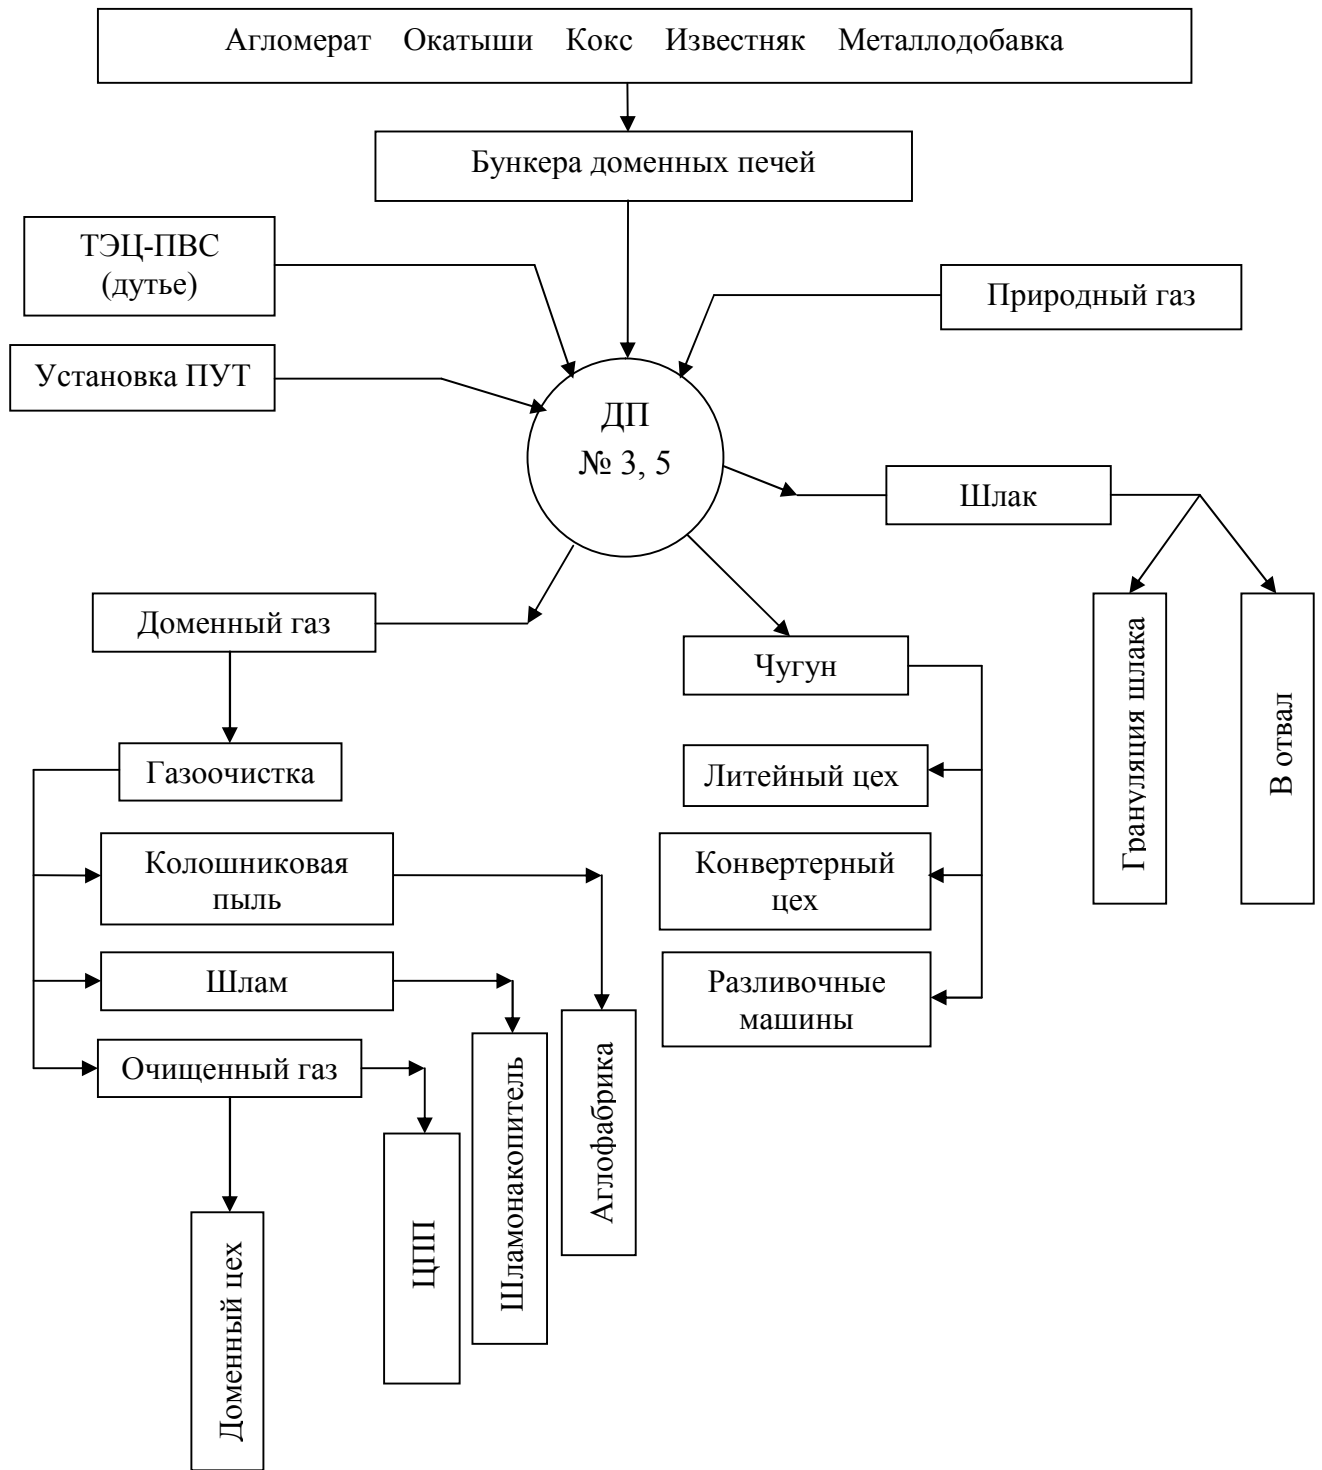 Агломерат Окатыши Кокс Известняк Металлодобавка
Бункера доменных печей
ТЭЦ-ПВС
(дутье)
Природный газ
Установка ПУТ
ДП
№ 3, 5
Шлак
Доменный газ
Чугун
Грануляция шлака
В отвал
Газоочистка
Литейный цех
Колошниковая
пыль
Конвертерный
цех
Шлам
Разливочные
машины
Очищенный газ
Аглофабрика
Шламонакопитель
ЦПП
Доменный цех